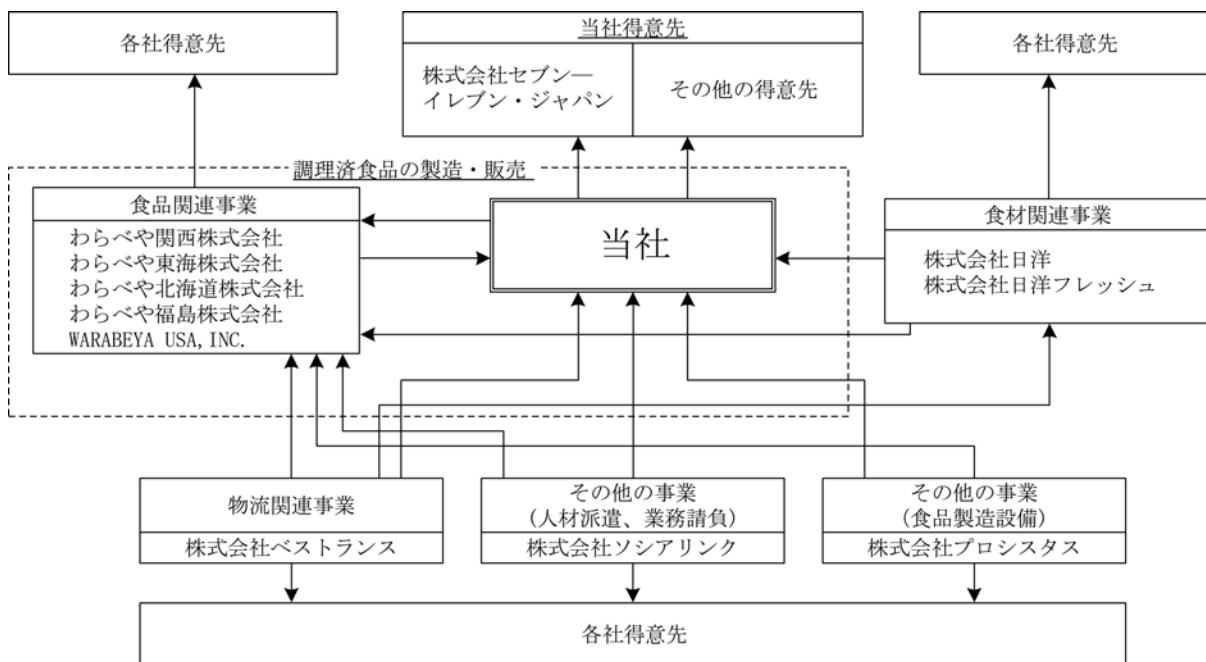 各社得意先
当社得意先
株式会社セブン―
イレブン・ジャパン
その他の得意先
各社得意先
調理済食品の製造・販売
食品関連事業
わらべや関西株式会社
わらべや東海株式会社
わらべや北海道株式会社
わらべや福島株式会社
WARABEYA USA,INC.
当社
食材関連事業
株式会社日洋
株式会社日洋フレッシュ
物流関連事業
株式会社ベストランス
その他の事業
(人材派遣、業務請負)
株式会社ソシアリンク
その他の事業
(食品製造設備)
株式会社プロシスタス
各社得意先